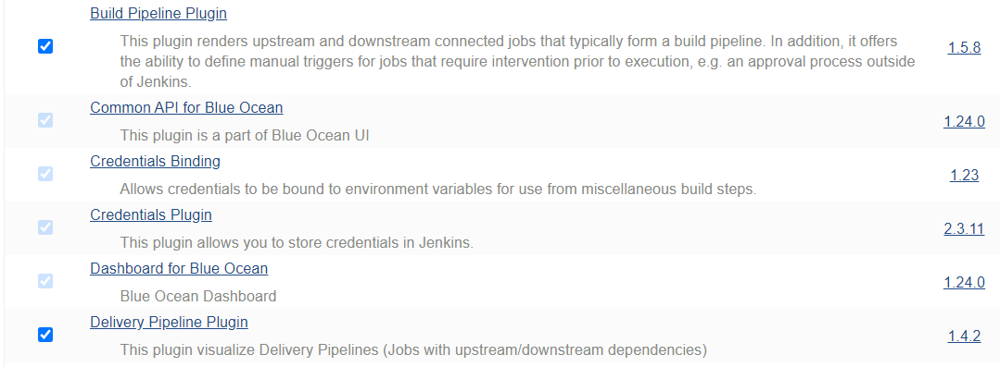 Build Pipeline Plugin
This plugin renders upstream and downstream connected jobs that typically form a build pipeline. In addition, it offers
the ability to define manual triggers for jobs that require intervention prior to execution, e.g. an approval process outside
of Jenkins.
1.5.8
Common API for Blue Ocean
This plugin is a part of Blue Ocean UI
1.24.0
Credentials Binding
Allows credentials to be bound to environment variables for use from miscellaneous build steps.
1.23
Credentials Plugin
This plugin allows you to store credentials in Jenkins.
2.3.11
Dashboard for Blue Ocean
Blue Ocean Dashboard
1.24.0
Delivery Pipeline Plugin
This plugin visualize Delivery Pipelines (Jobs with upstream/downstream dependencies)
1.4.2